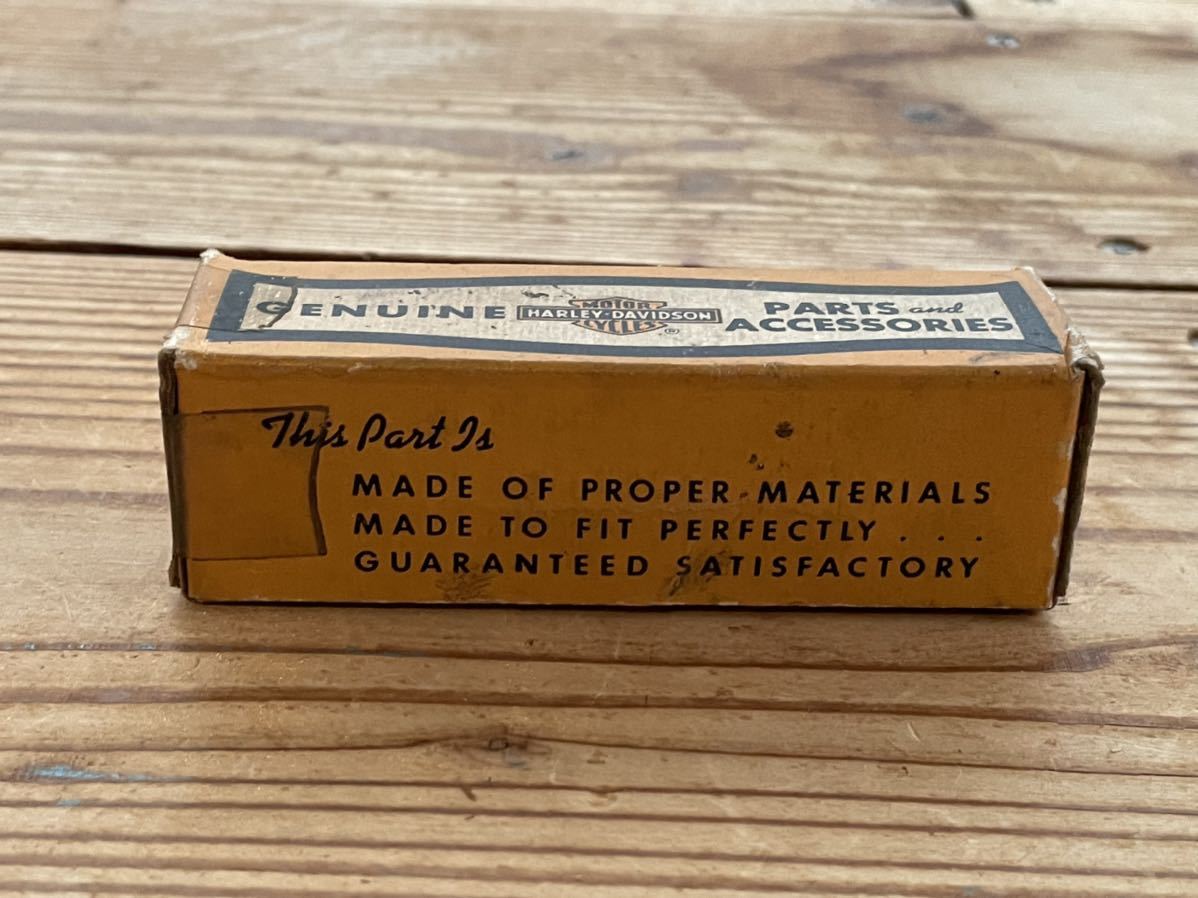 GENUINE
MOTOR
HARLEY-DAVIDSON
CYCLES
®
PARTS and
ACCESSORIES
This Part Is
MADE OF PROPER MATERIALS
MADE TO FIT PERFECTLY . . .
GUARANTEED SATISFACTORY